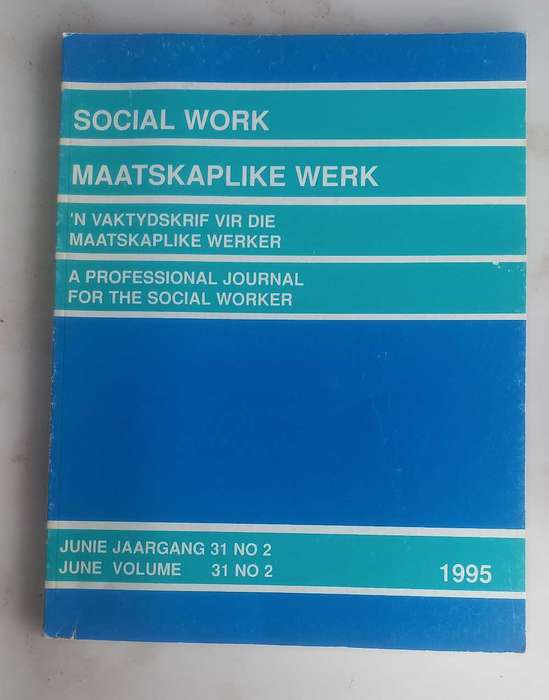 SOCIAL WORK
MAATSKAPLIKE WERK
'N VAKTYDSKRIF VIR DIE
MAATSKAPLIKE WERKER
A PROFESSIONAL JOURNAL
FOR THE SOCIAL WORKER
JUNIE JAARGANG 31 NO 2
JUNE VOLUME 31 NO 2
1995